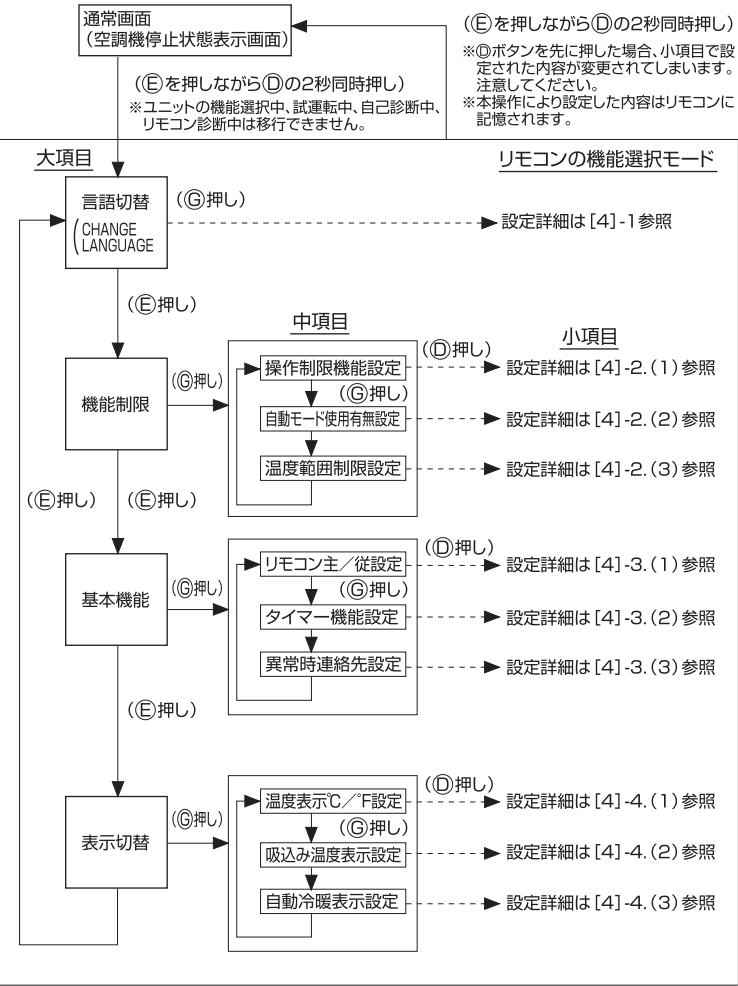 通常画面
(空調機停止状態表示画面)
(Ⓔを押しながらⒹの2秒同時押し)
※Ⓓボタンを先に押した場合、小項目で設
定された内容が変更されてしまいます。
注意してください。
※本操作により設定した内容はリモコンに
記憶されます。
(Ⓔを押しながらⒹの2秒同時押し)
※ユニットの機能選択中、試運転中、自己診断中、
リモコン診断中は移行できません。
大項目
リモコンの機能選択モード
言語切替
(CHANGE
LANGUAGE
(Ⓖ押し)
設定詳細は[4]-1参照
(Ⓔ押し)
中項目
小項目
機能制限
(Ⓖ押し)
操作制限機能設定
(Ⓓ押し)
設定詳細は[4]-2.(1)参照
(Ⓖ押し)
自動モード使用有無設定
設定詳細は[4]-2.(2)参照
温度範囲制限設定
設定詳細は[4]-2.(3)参照
(Ⓔ押し)
(Ⓔ押し)
基本機能
(Ⓖ押し)
リモコン主/従設定
(Ⓓ押し)
設定詳細は[4]-3.(1)参照
(Ⓖ押し)
タイマー機能設定
設定詳細は[4]-3.(2)参照
異常時連絡先設定
設定詳細は[4]-3.(3)参照
(Ⓔ押し)
表示切替
(Ⓖ押し)
温度表示℃/°F設定
(Ⓓ押し)
設定詳細は[4]-4.(1)参照
(Ⓖ押し)
吸込み温度表示設定
設定詳細は[4]-4.(2)参照
自動冷暖表示設定
設定詳細は[4]-4.(3)参照